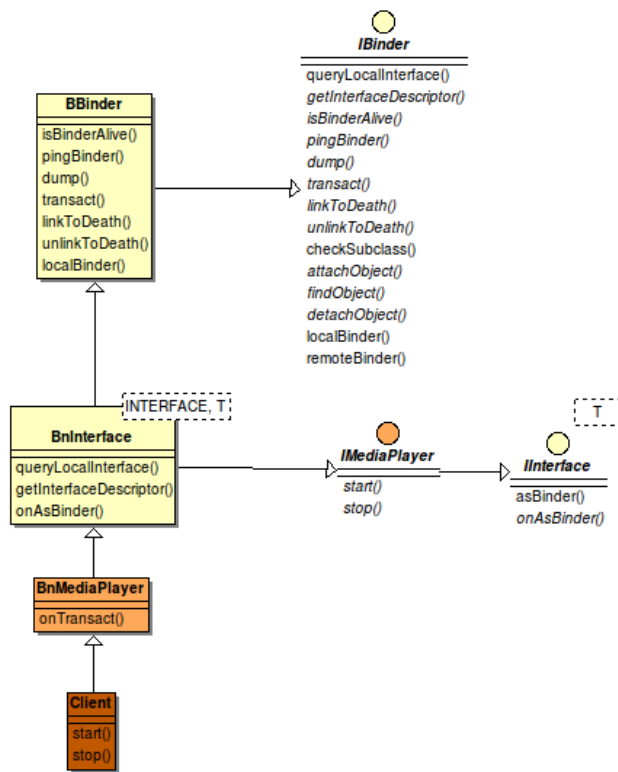 IBinder
queryLocalInterface()
getInterfaceDescriptor()
isBinderAlive()
pingBinder()
dump()
transact()
linkToDeath()
unlinkToDeath()
checkSubclass()
attachObject()
findObject()
detachObject()
localBinder()
remoteBinder()
BBinder
isBinderAlive()
pingBinder()
dump()
transact()
linkToDeath()
unlinkToDeath()
localBinder()
INTERFACE, T
BnInterface
queryLocalInterface()
getInterfaceDescriptor()
onAsBinder()
IMediaPlayer
start()
stop()
T
IInterface
asBinder()
onAsBinder()
BnMediaPlayer
onTransact()
Client
start()
stop()